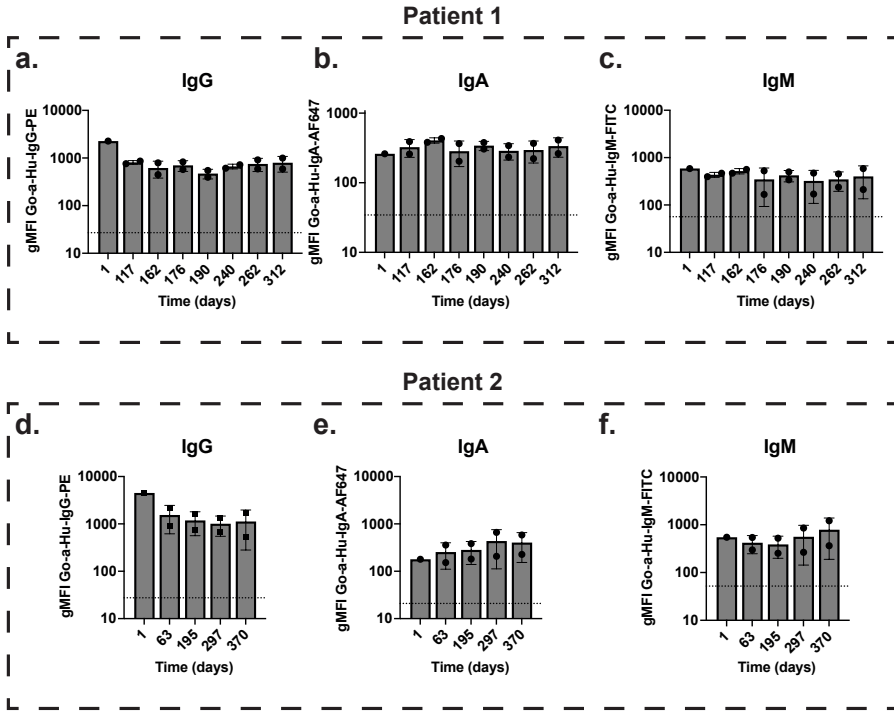 Patient 1
a.
IgG
gMFI Go-a-Hu-IgG-PE
10000
1000
100
10
1
117
162
176
190
240
262
312
Time (days)
b.
IgA
gMFI Go-a-Hu-IgA-AF647
1000
100
10
1
117
162
176
190
240
262
312
Time (days)
c.
IgM
gMFI Go-a-Hu-IgM-FITC
10000
1000
100
10
1
117
162
176
190
240
262
312
Time (days)
Patient 2
d.
IgG
gMFI Go-a-Hu-IgG-PE
10000
1000
100
10
1
63
195
297
370
Time (days)
e.
IgA
gMFI Go-a-Hu-IgA-AF647
10000
1000
100
10
1
63
195
297
370
Time (days)
f.
IgM
gMFI Go-a-Hu-IgM-FITC
10000
1000
100
10
1
63
195
297
370
Time (days)